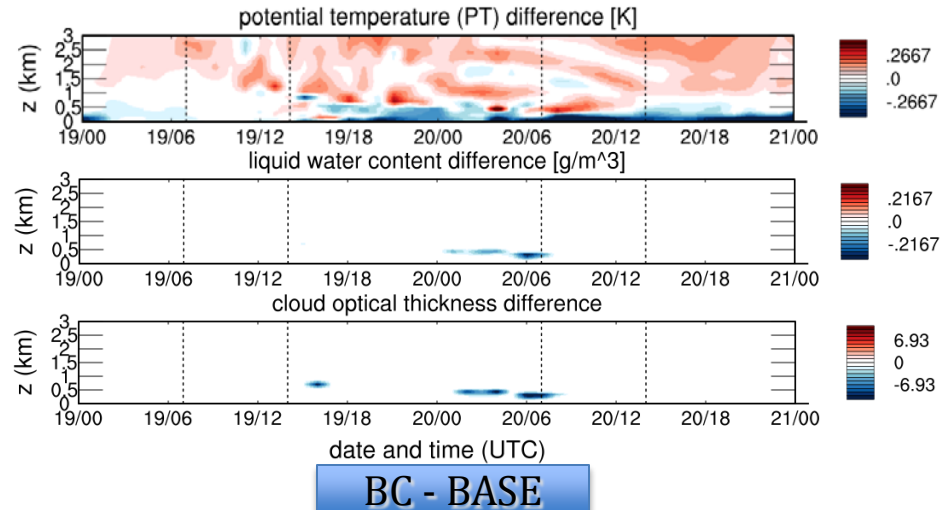 potential temperature (PT) difference [K]
z (km)
3
2.5
2
1.5
1
0.5
0
19/00 19/06 19/12 19/18 20/00 20/06 20/12 20/18 21/00
.2667
.0
-.2667
liquid water content difference [g/m^3]
z (km)
3
2.5
2
1.5
1
0.5
0
19/00 19/06 19/12 19/18 20/00 20/06 20/12 20/18 21/00
.2167
.0
-.2167
cloud optical thickness difference
z (km)
3
2.5
2
1.5
1
0.5
0
19/00 19/06 19/12 19/18 20/00 20/06 20/12 20/18 21/00
6.93
0
-6.93
date and time (UTC)
BC - BASE